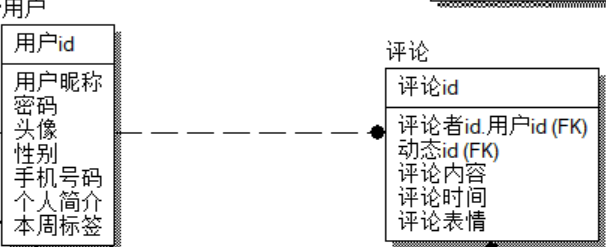 用户
用户id
用户昵称
密码
头像
性别
手机号码
个人简介
本周标签
评论
评论id
评论者id.用户id (FK)
动态id (FK)
评论内容
评论时间
评论表情